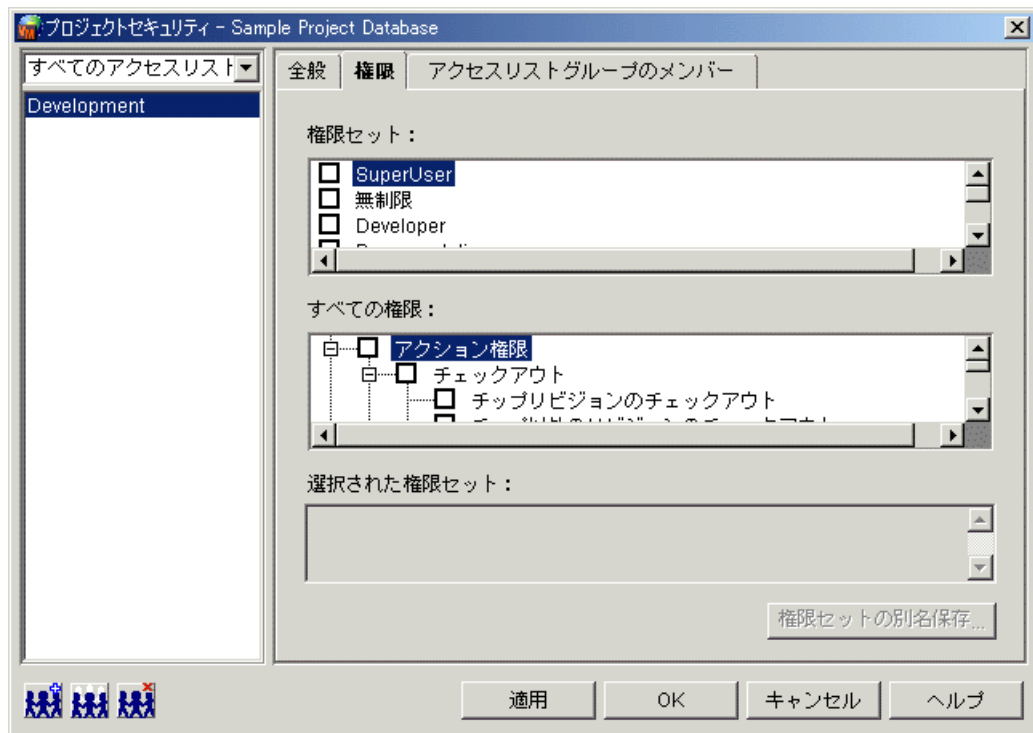 プロジェクトセキュリティ - Sample Project Database
すべてのアクセスリスト
Development
全般
権限
アクセスリストグループのメンバー
権限セット：
SuperUser
無制限
Developer
すべての権限：
アクション権限
チェックアウト
チップリビジョンのチェックアウト
選択された権限セット：
権限セットの別名保存...
適用
OK
キャンセル
ヘルプ